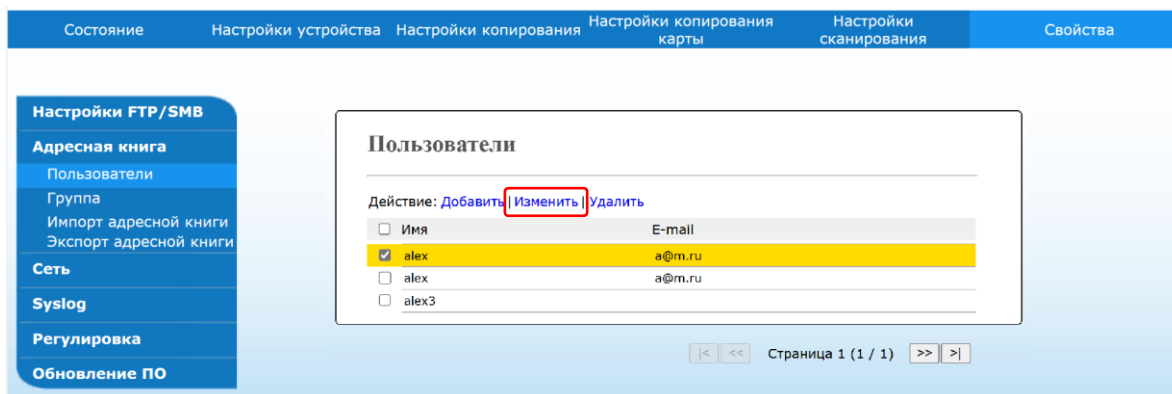 Состояние Настройки устройства Настройки копирования Настройки копирования карты Настройки сканирования Свойства
Настройки FTP/SMB
Адресная книга
Пользователи
Группа
Импорт адресной книги
Экспорт адресной книги
Сеть
Syslog
Регулировка
Обновление ПО
Пользователи
Действие: Добавить | Изменить | Удалить
Имя E-mail
alex a@m.ru
alex a@m.ru
alex3
|< << Страница 1 (1 / 1) >> >|